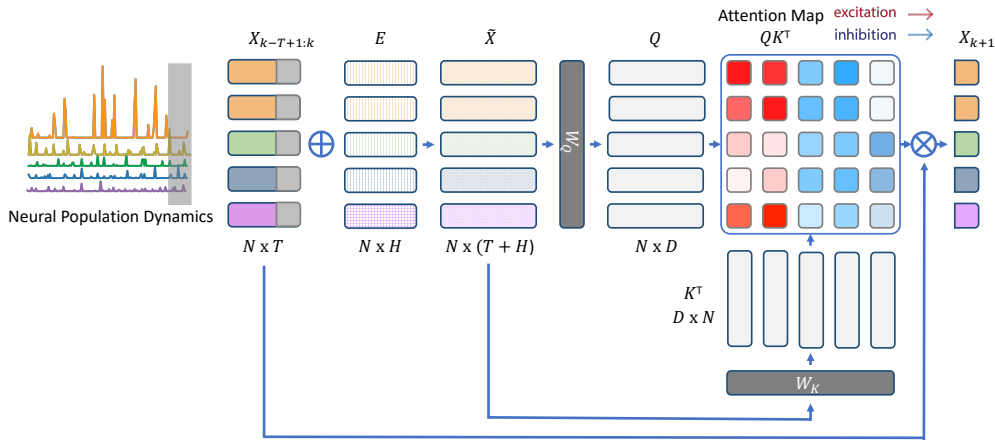 Attention Map excitation
inhibition
X_{k−T+1:k} E X̃ Q QK^⊤ X_{k+1}
W_Q
Neural Population Dynamics
N x T N x H N x (T + H) N x D
K^⊤
D x N
W_K